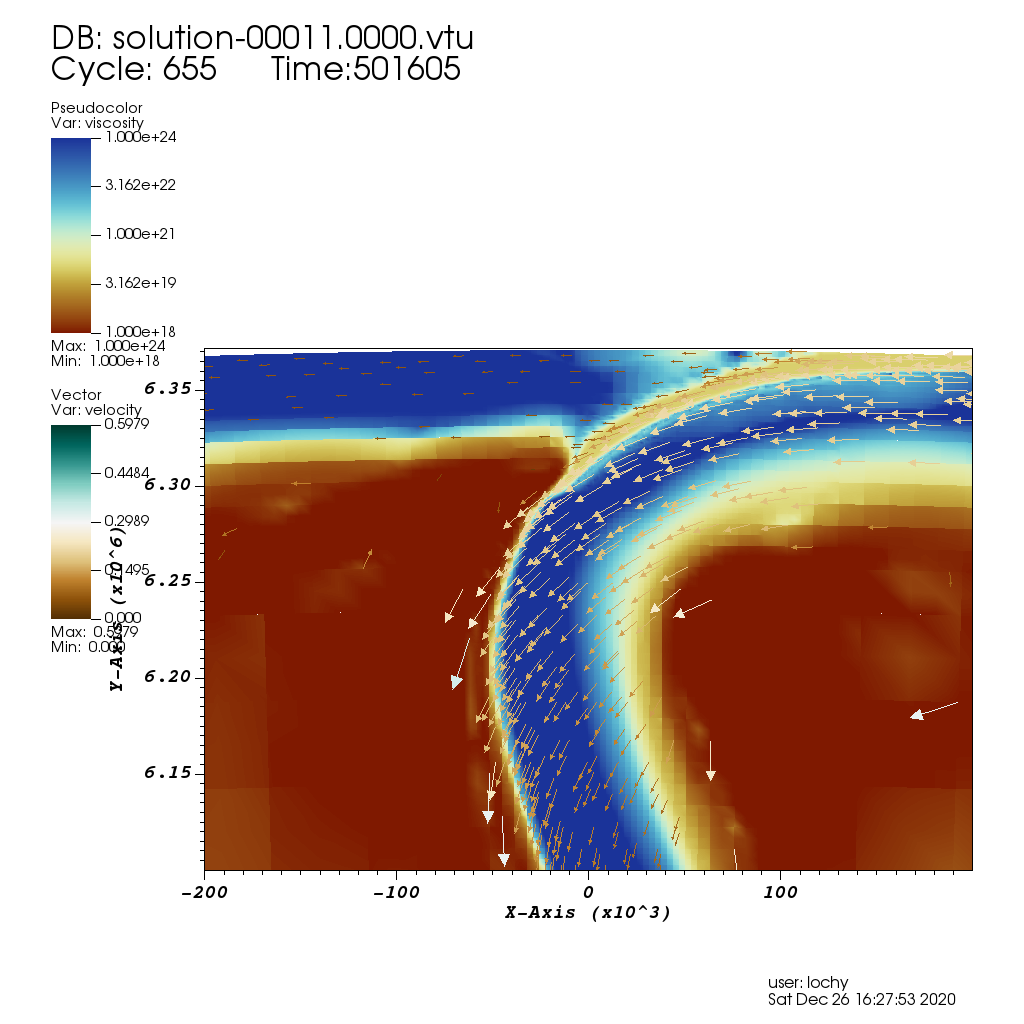 DB: solution-00011.0000.vtu
Cycle: 655 Time:501605
Pseudocolor
Var: viscosity
1.000e+24
3.162e+22
1.000e+21
3.162e+19
1.000e+18
Max: 1.000e+24
Min: 1.000e+18
Vector
Var: velocity
0.5979
0.4484
0.2989
0.1495
0.000
Max: 0.5979
Min: 0.000
Y-Axis (x10^6)
6.35
6.30
6.25
6.20
6.15
-200 -100 0 100
X-Axis (x10^3)
user: lochy
Sat Dec 26 16:27:53 2020